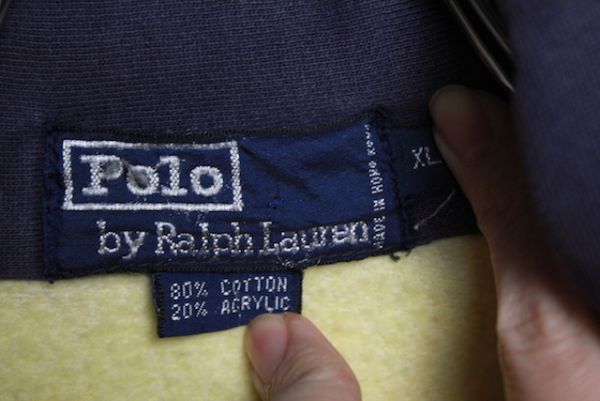 Polo
by Ralph Lauren
MADE IN HONG KONG
XL
80% COTTON
20% ACRYLIC